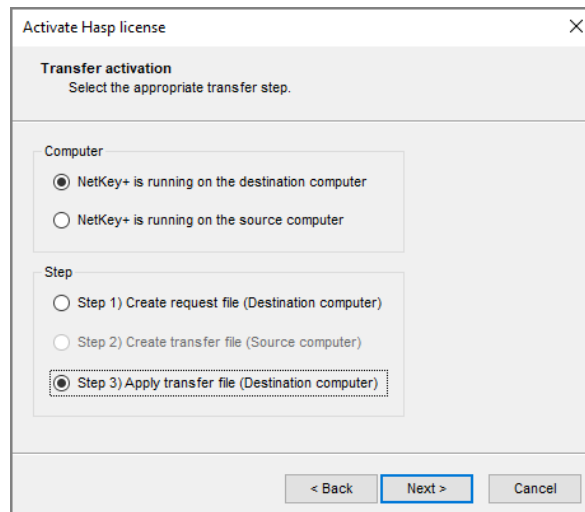 Activate Hasp license
Transfer activation
Select the appropriate transfer step.
Computer
NetKey+ is running on the destination computer
NetKey+ is running on the source computer
Step
Step 1) Create request file (Destination computer)
Step 2) Create transfer file (Source computer)
Step 3) Apply transfer file (Destination computer)
< Back Next > Cancel